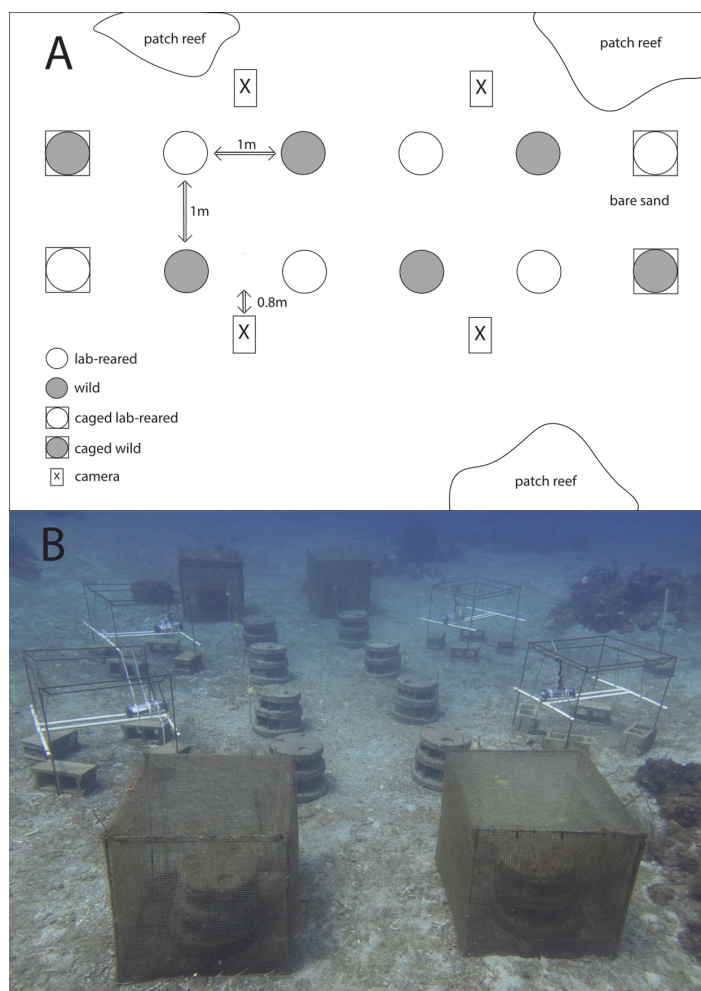 A
patch reef
patch reef
X
X
1m
1m
bare sand
0.8m
X
X
lab-reared
wild
caged lab-reared
caged wild
X camera
patch reef
B